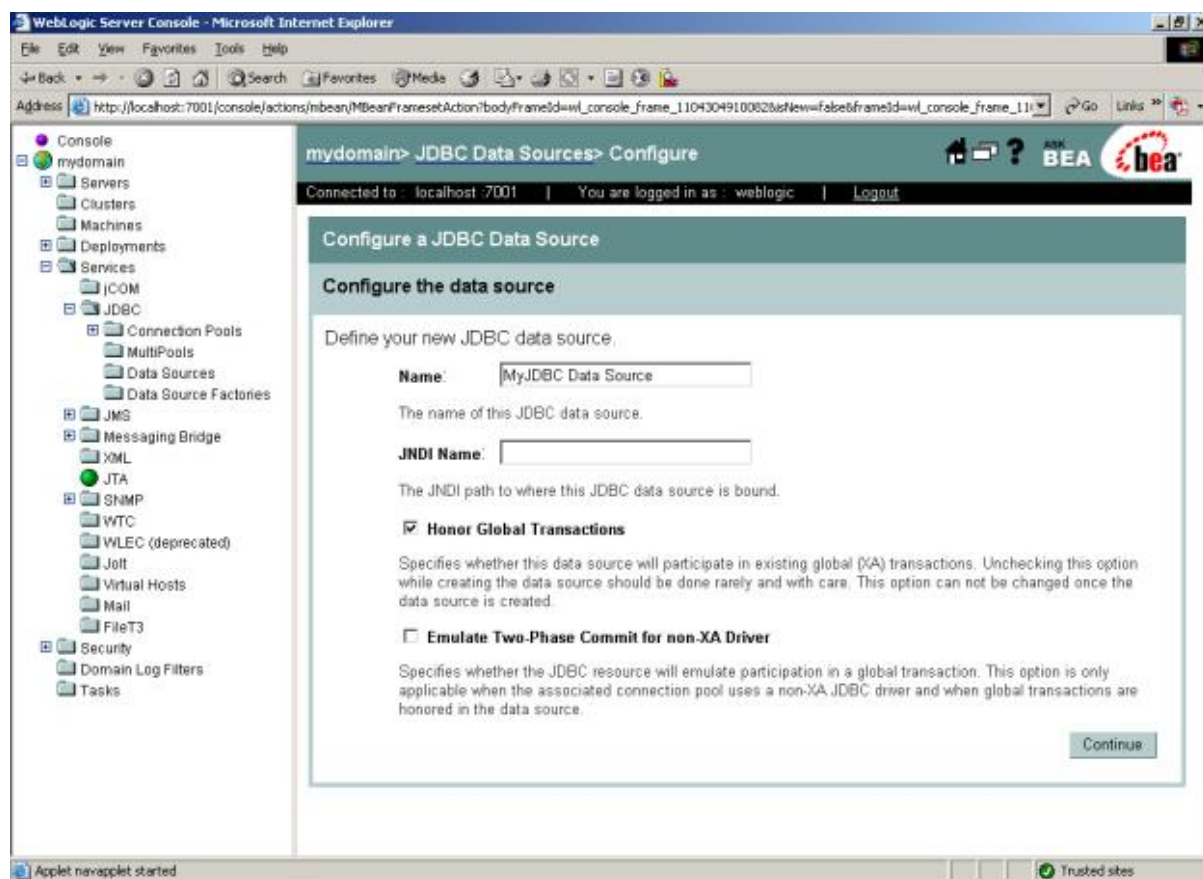 WebLogic Server Console - Microsoft Internet Explorer
File Edit View Favorites Tools Help
Back Search Favorites Media
Address http://localhost:7001/console/actions/mbean/MBeanFramesetAction?bodyFrameId=wl_console_frame_1104304910082&isNew=false&frameId=wl_console_frame_11 Go Links »
Console
mydomain
Servers
Clusters
Machines
Deployments
Services
jCOM
JDBC
Connection Pools
MultiPools
Data Sources
Data Source Factories
JMS
Messaging Bridge
XML
JTA
SNMP
WTC
WLEC (deprecated)
Jolt
Virtual Hosts
Mail
FileT3
Security
Domain Log Filters
Tasks
mydomain> JDBC Data Sources> Configure
? ASK BEA bea
Connected to : localhost :7001 | You are logged in as : weblogic | Logout
Configure a JDBC Data Source
Configure the data source
Define your new JDBC data source.
Name: MyJDBC Data Source
The name of this JDBC data source.
JNDI Name:
The JNDI path to where this JDBC data source is bound.
Honor Global Transactions
Specifies whether this data source will participate in existing global (XA) transactions. Unchecking this option
while creating the data source should be done rarely and with care. This option can not be changed once the
data source is created.
Emulate Two-Phase Commit for non-XA Driver
Specifies whether the JDBC resource will emulate participation in a global transaction. This option is only
applicable when the associated connection pool uses a non-XA JDBC driver and when global transactions are
honored in the data source.
Continue
Applet navapplet started
Trusted sites